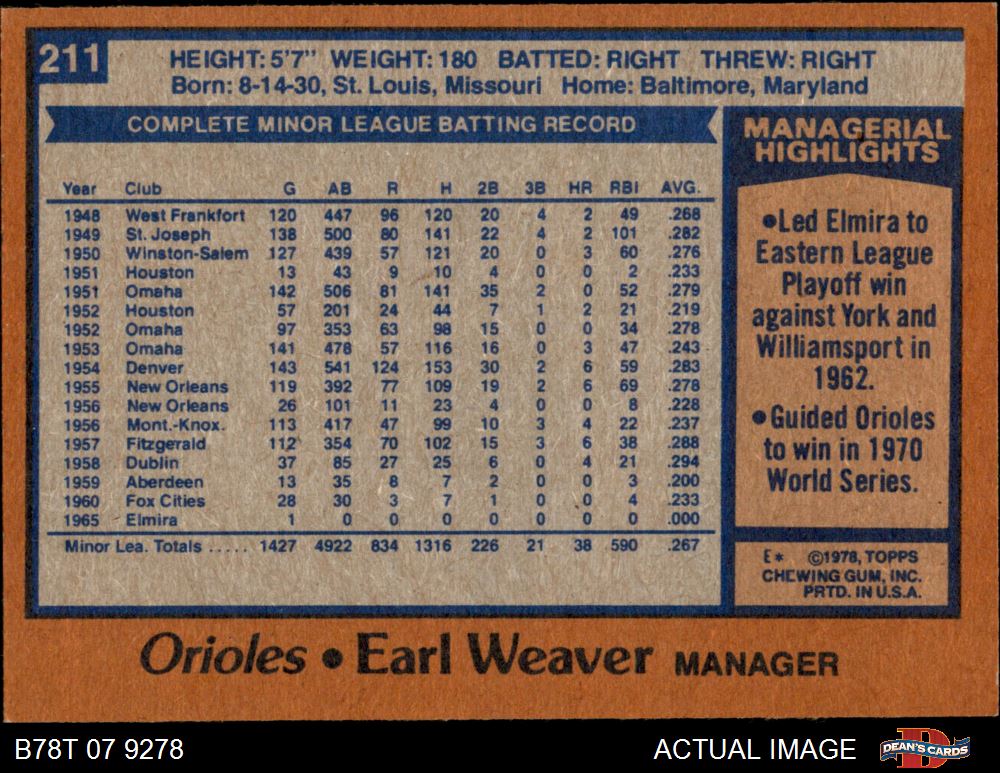 211
HEIGHT: 5'7" WEIGHT: 180 BATTED: RIGHT THREW: RIGHT
Born: 8-14-30, St. Louis, Missouri Home: Baltimore, Maryland
COMPLETE MINOR LEAGUE BATTING RECORD
Year Club G AB R H 2B 3B HR RBI AVG.
1948 West Frankfort 120 447 96 120 20 4 2 49 .268
1949 St. Joseph 138 500 80 141 22 4 2 101 .282
1950 Winston-Salem 127 439 57 121 20 0 3 60 .276
1951 Houston 13 43 9 10 4 0 0 2 .233
1951 Omaha 142 506 81 141 35 2 0 52 .279
1952 Houston 57 201 24 44 7 1 2 21 .219
1952 Omaha 97 353 63 98 15 0 0 34 .278
1953 Omaha 141 478 57 116 16 0 3 47 .243
1954 Denver 143 541 124 153 30 2 6 59 .283
1955 New Orleans 119 392 77 109 19 2 6 69 .278
1956 New Orleans 26 101 11 23 4 0 0 8 .228
1956 Mont.-Knox. 113 417 47 99 10 3 4 22 .237
1957 Fitzgerald 112 354 70 102 15 3 6 38 .288
1958 Dublin 37 85 27 25 6 0 4 21 .294
1959 Aberdeen 13 35 8 7 2 0 0 3 .200
1960 Fox Cities 28 30 3 7 1 0 0 4 .233
1965 Elmira 1 0 0 0 0 0 0 0 .000
Minor Lea. Totals ..... 1427 4922 834 1316 226 21 38 590 .267
MANAGERIAL
HIGHLIGHTS
●Led Elmira to
Eastern League
Playoff win
against York and
Williamsport in
1962.
●Guided Orioles
to win in 1970
World Series.
E* ©1978, TOPPS
CHEWING GUM, INC.
PRTD. IN U.S.A.
Orioles ● Earl Weaver MANAGER
B78T 07 9278 ACTUAL IMAGE
DEAN'S CARDS